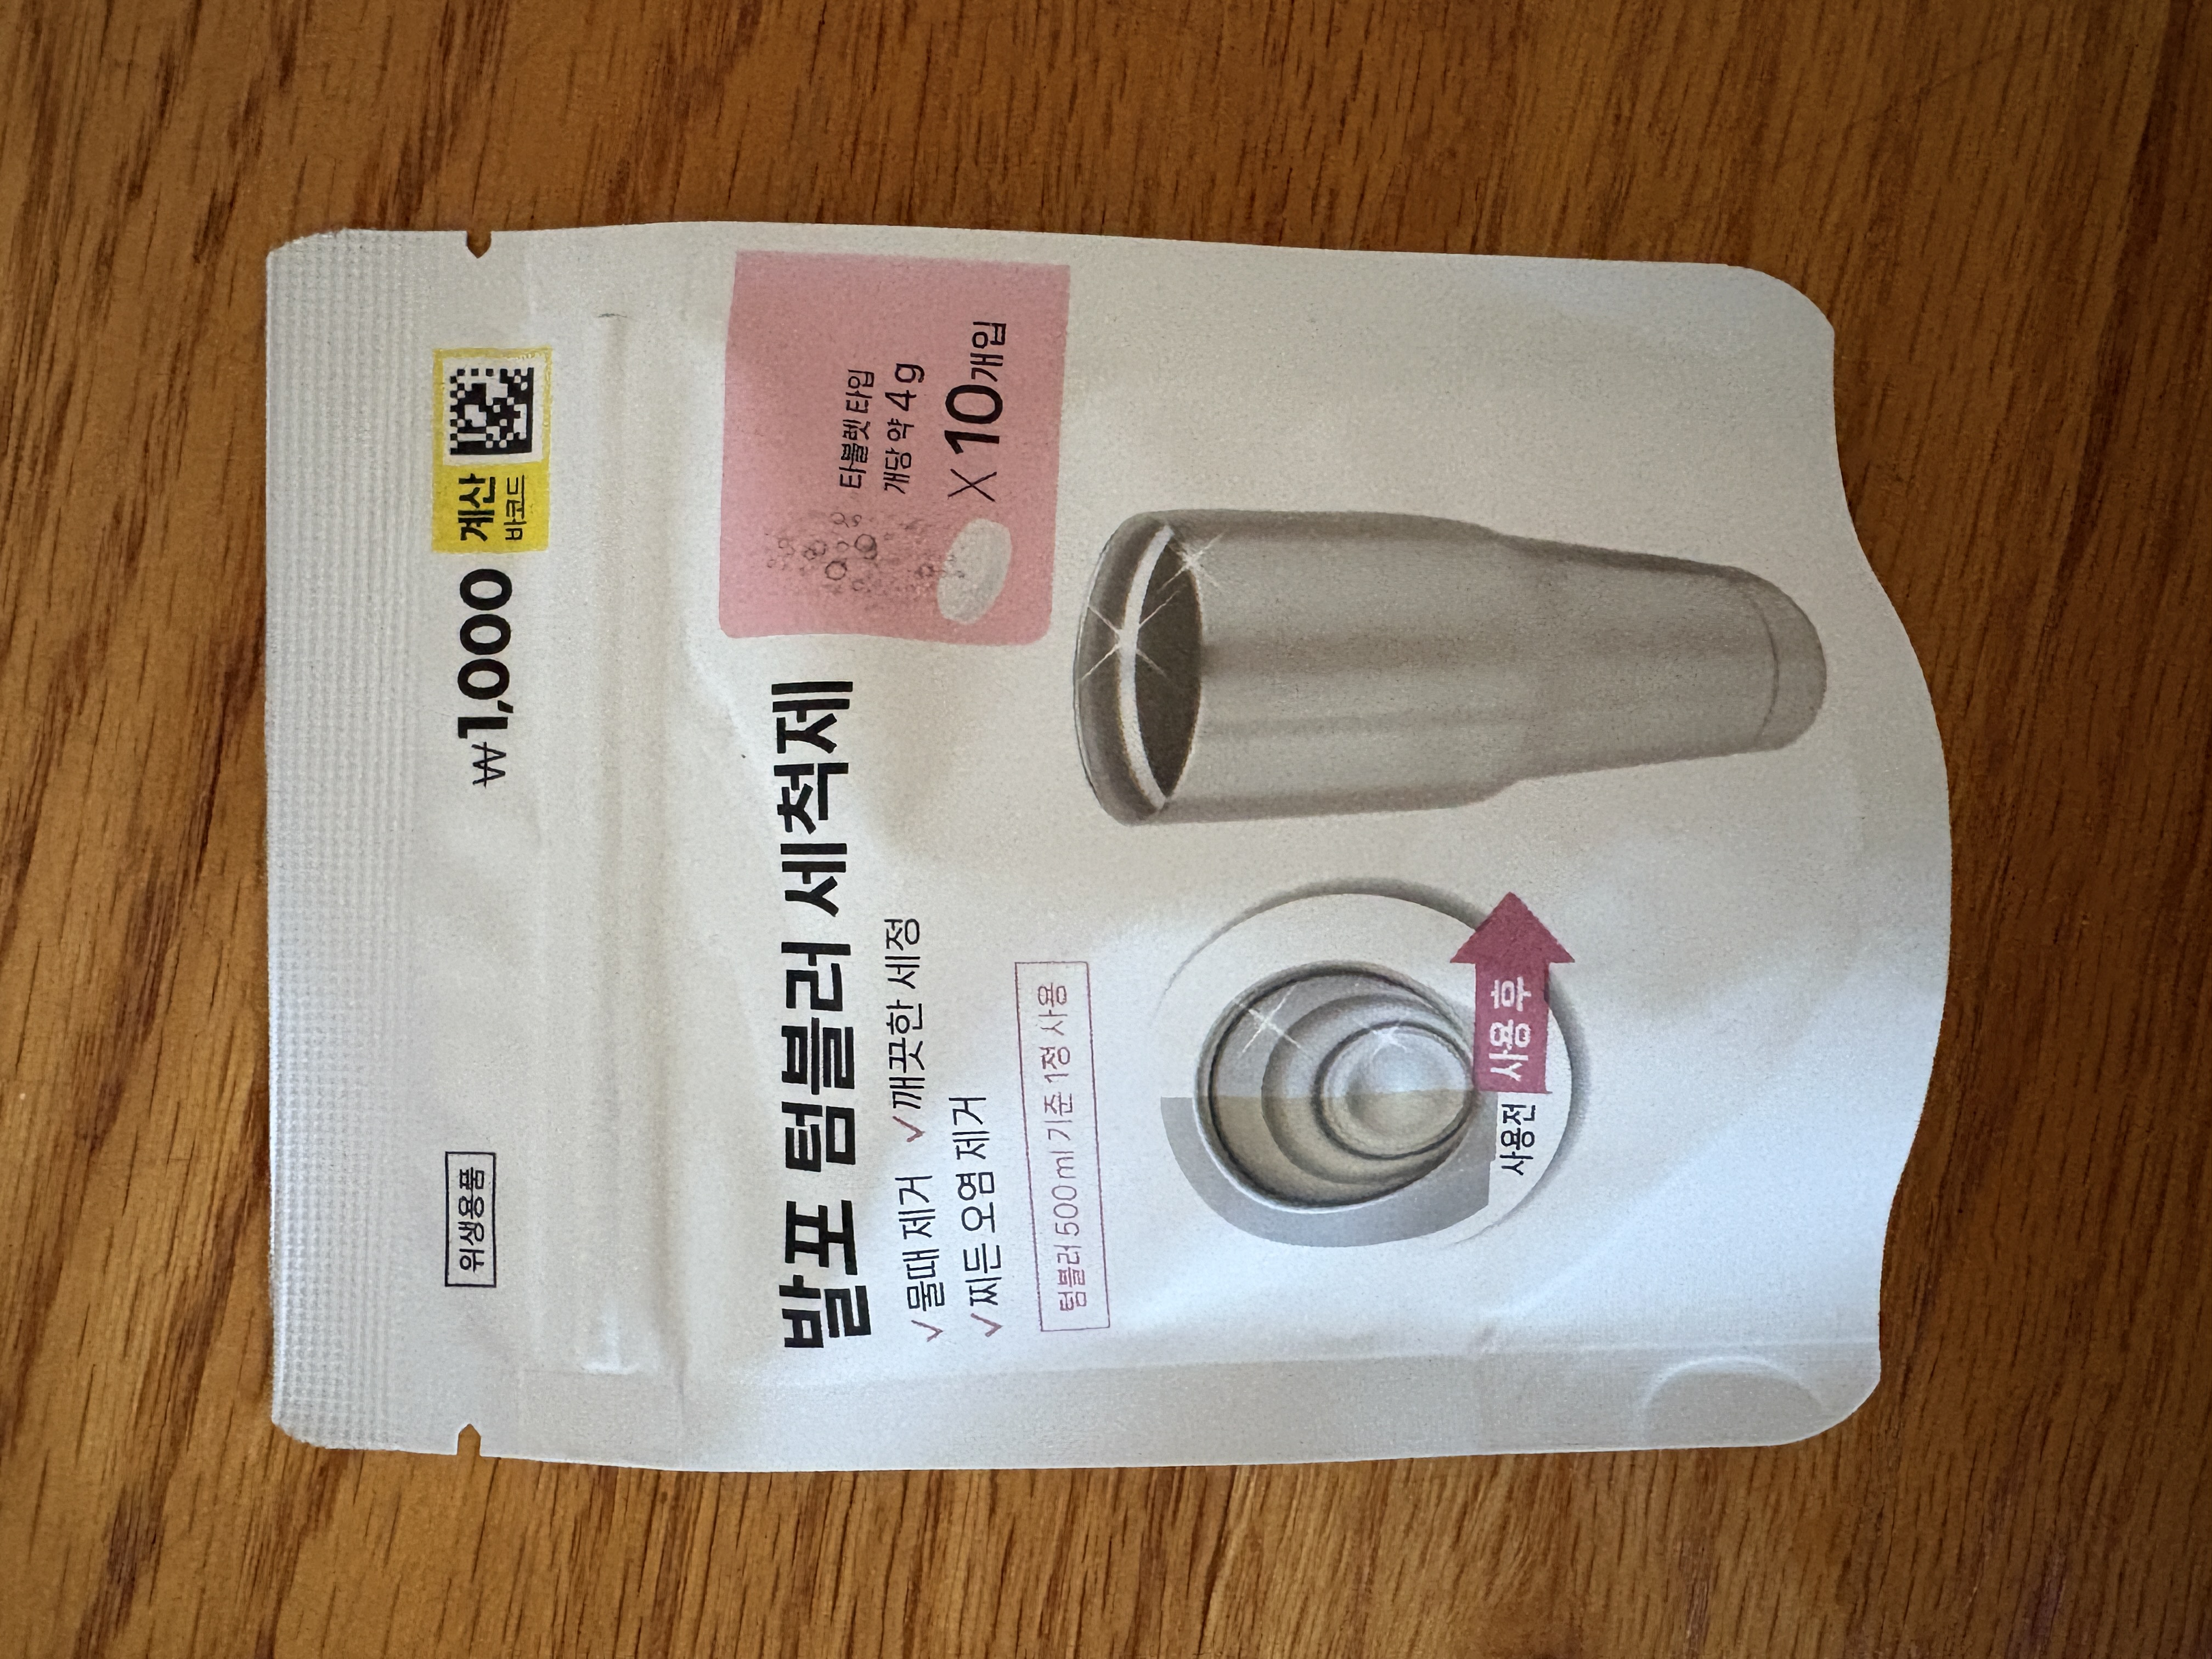 위생용품
₩1,000
계산
바코드
발포 텀블러 세척제
✓물때 제거 ✓깨끗한 세정
✓찌든 오염 제거
텀블러 500ml 기준 1정 사용
타블렛 타입
개당 약 4g
X 10개입
사용전
사용 후